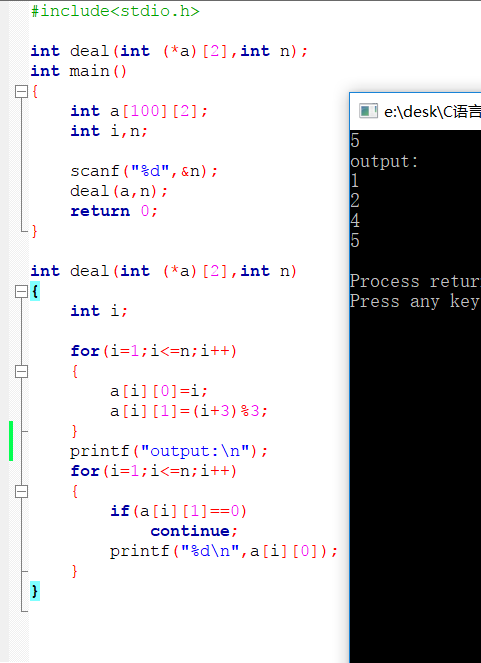 #include<stdio.h>
int deal(int (*a)[2],int n);
int main()
{
    int a[100][2];
    int i,n;
    scanf("%d",&n);
    deal(a,n);
    return 0;
}
int deal(int (*a)[2],int n)
{
    int i;
    for(i=1;i<=n;i++)
    {
        a[i][0]=i;
        a[i][1]=(i+3)%3;
    }
    printf("output:\n");
    for(i=1;i<=n;i++)
    {
        if(a[i][1]==0)
            continue;
        printf("%d\n",a[i][0]);
    }
}
e:\desk\C语言
5
output:
1
2
4
5
Process retur
Press any key